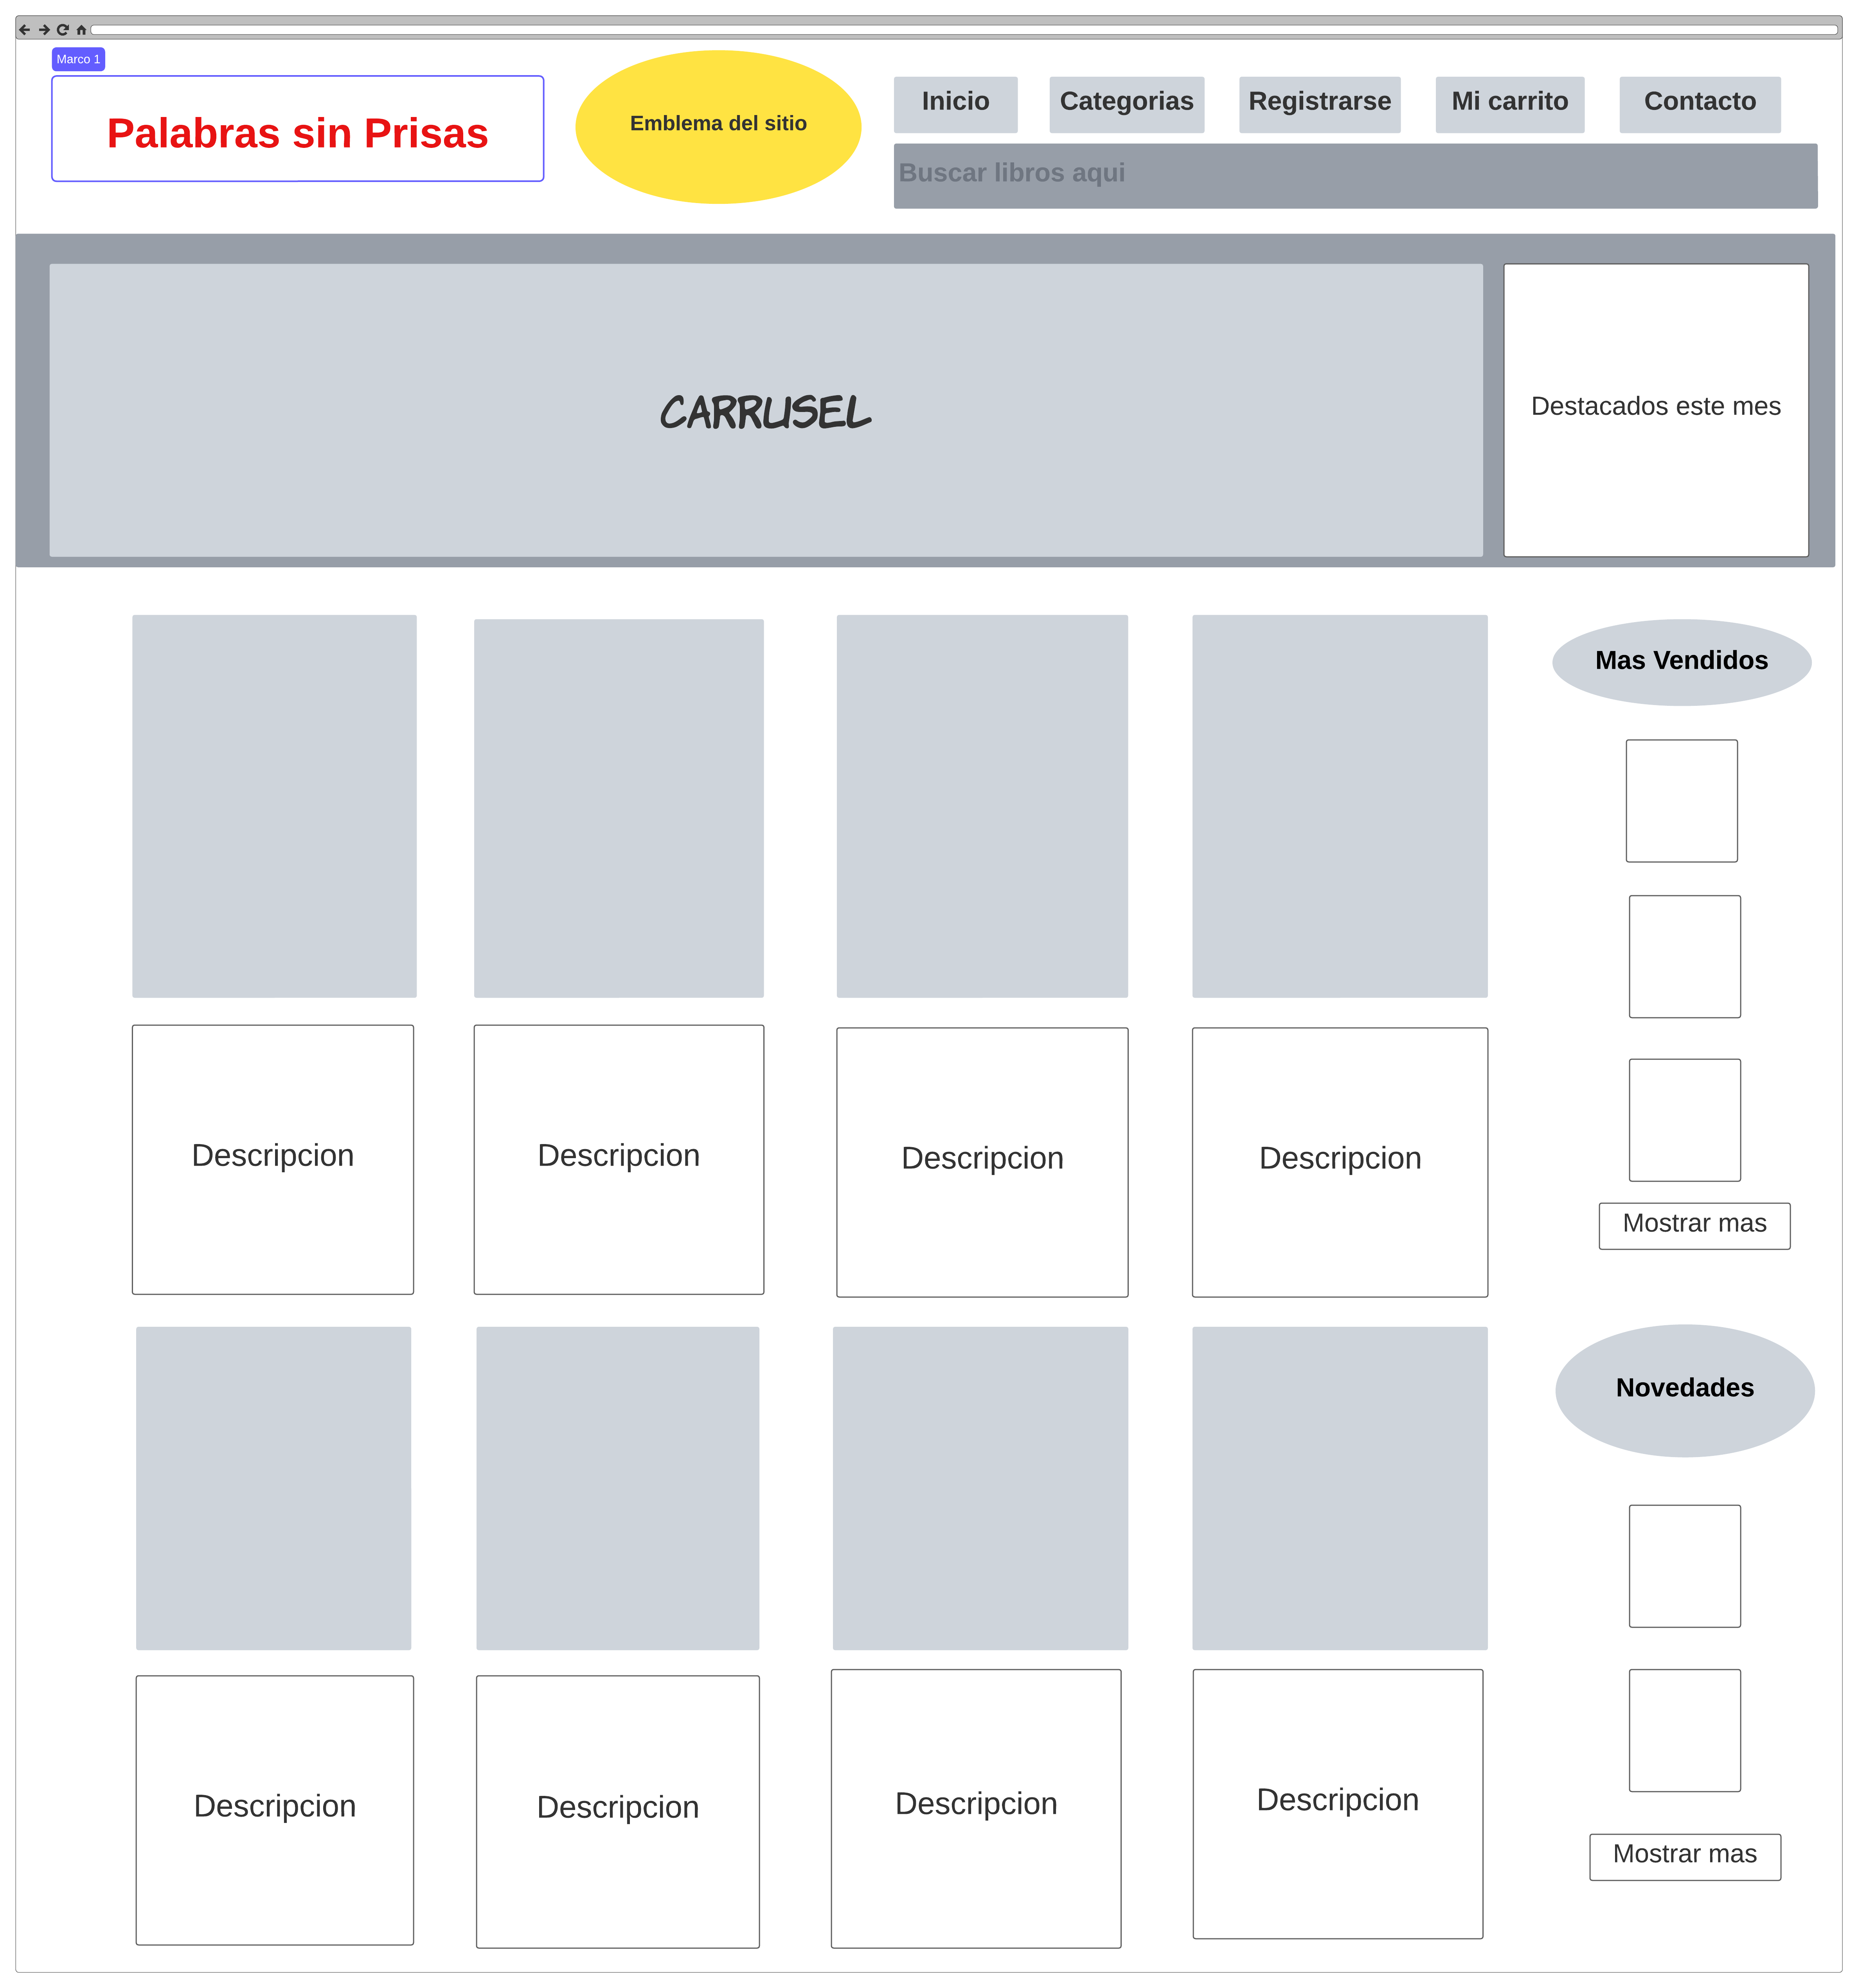 Marco 1
Palabras sin Prisas
Emblema del sitio
Inicio
Categorias
Registrarse
Mi carrito
Contacto
Buscar libros aqui
CARRUSEL
Destacados este mes
Mas Vendidos
Descripcion
Descripcion
Descripcion
Descripcion
Mostrar mas
Novedades
Descripcion
Descripcion
Descripcion
Descripcion
Mostrar mas